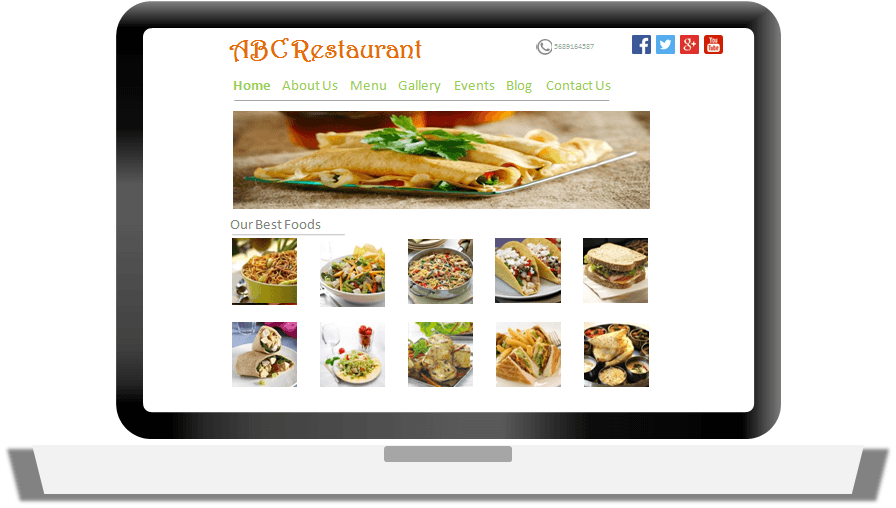 ABC Restaurant
5689164587
Home About Us Menu Gallery Events Blog Contact Us
Our Best Foods
You Tube